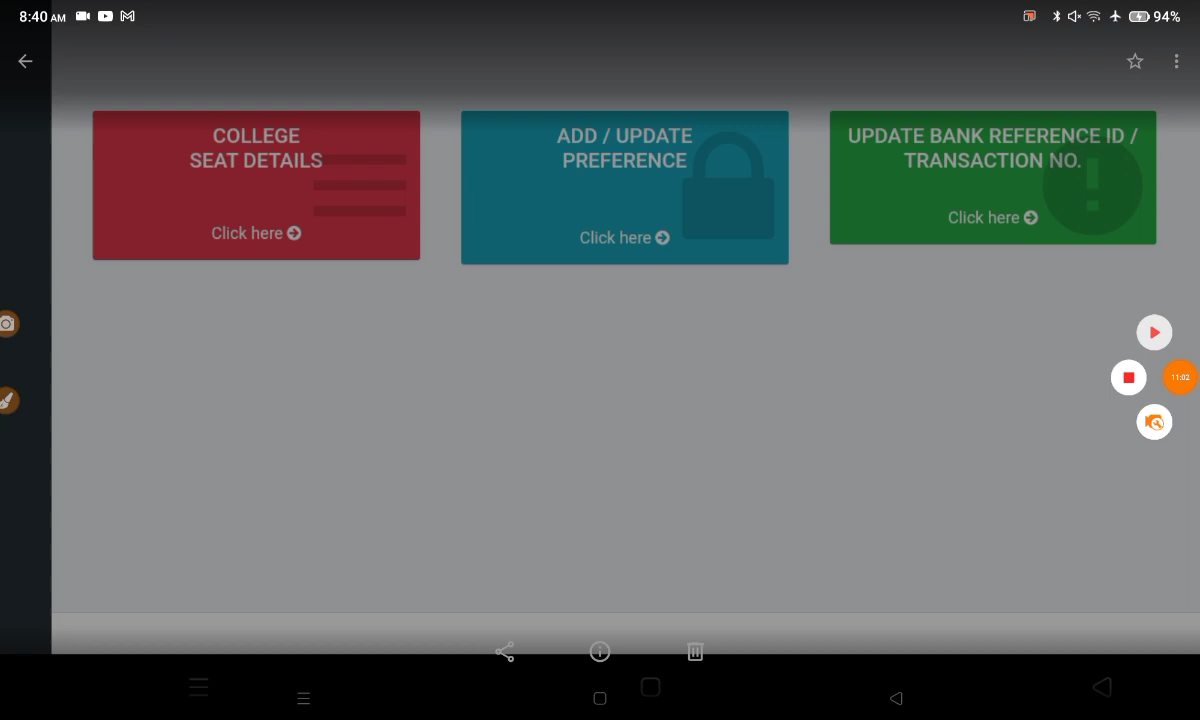 8:40 AM
94%
COLLEGE
SEAT DETAILS
Click here
ADD / UPDATE
PREFERENCE
Click here
UPDATE BANK REFERENCE ID /
TRANSACTION NO.
Click here
11:02